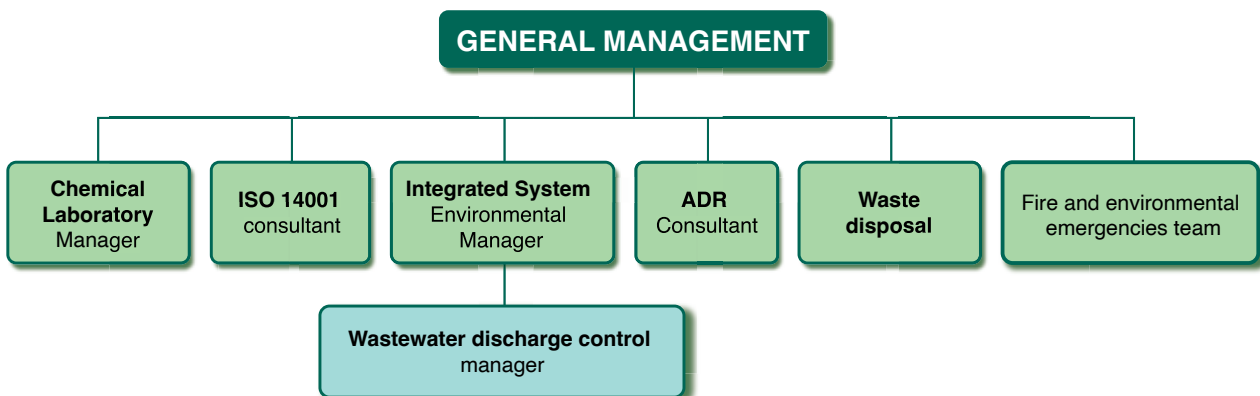 GENERAL MANAGEMENT
Chemical
Laboratory
Manager
ISO 14001
consultant
Integrated System
Environmental
Manager
ADR
Consultant
Waste
disposal
Fire and environmental
emergencies team
Wastewater discharge control
manager